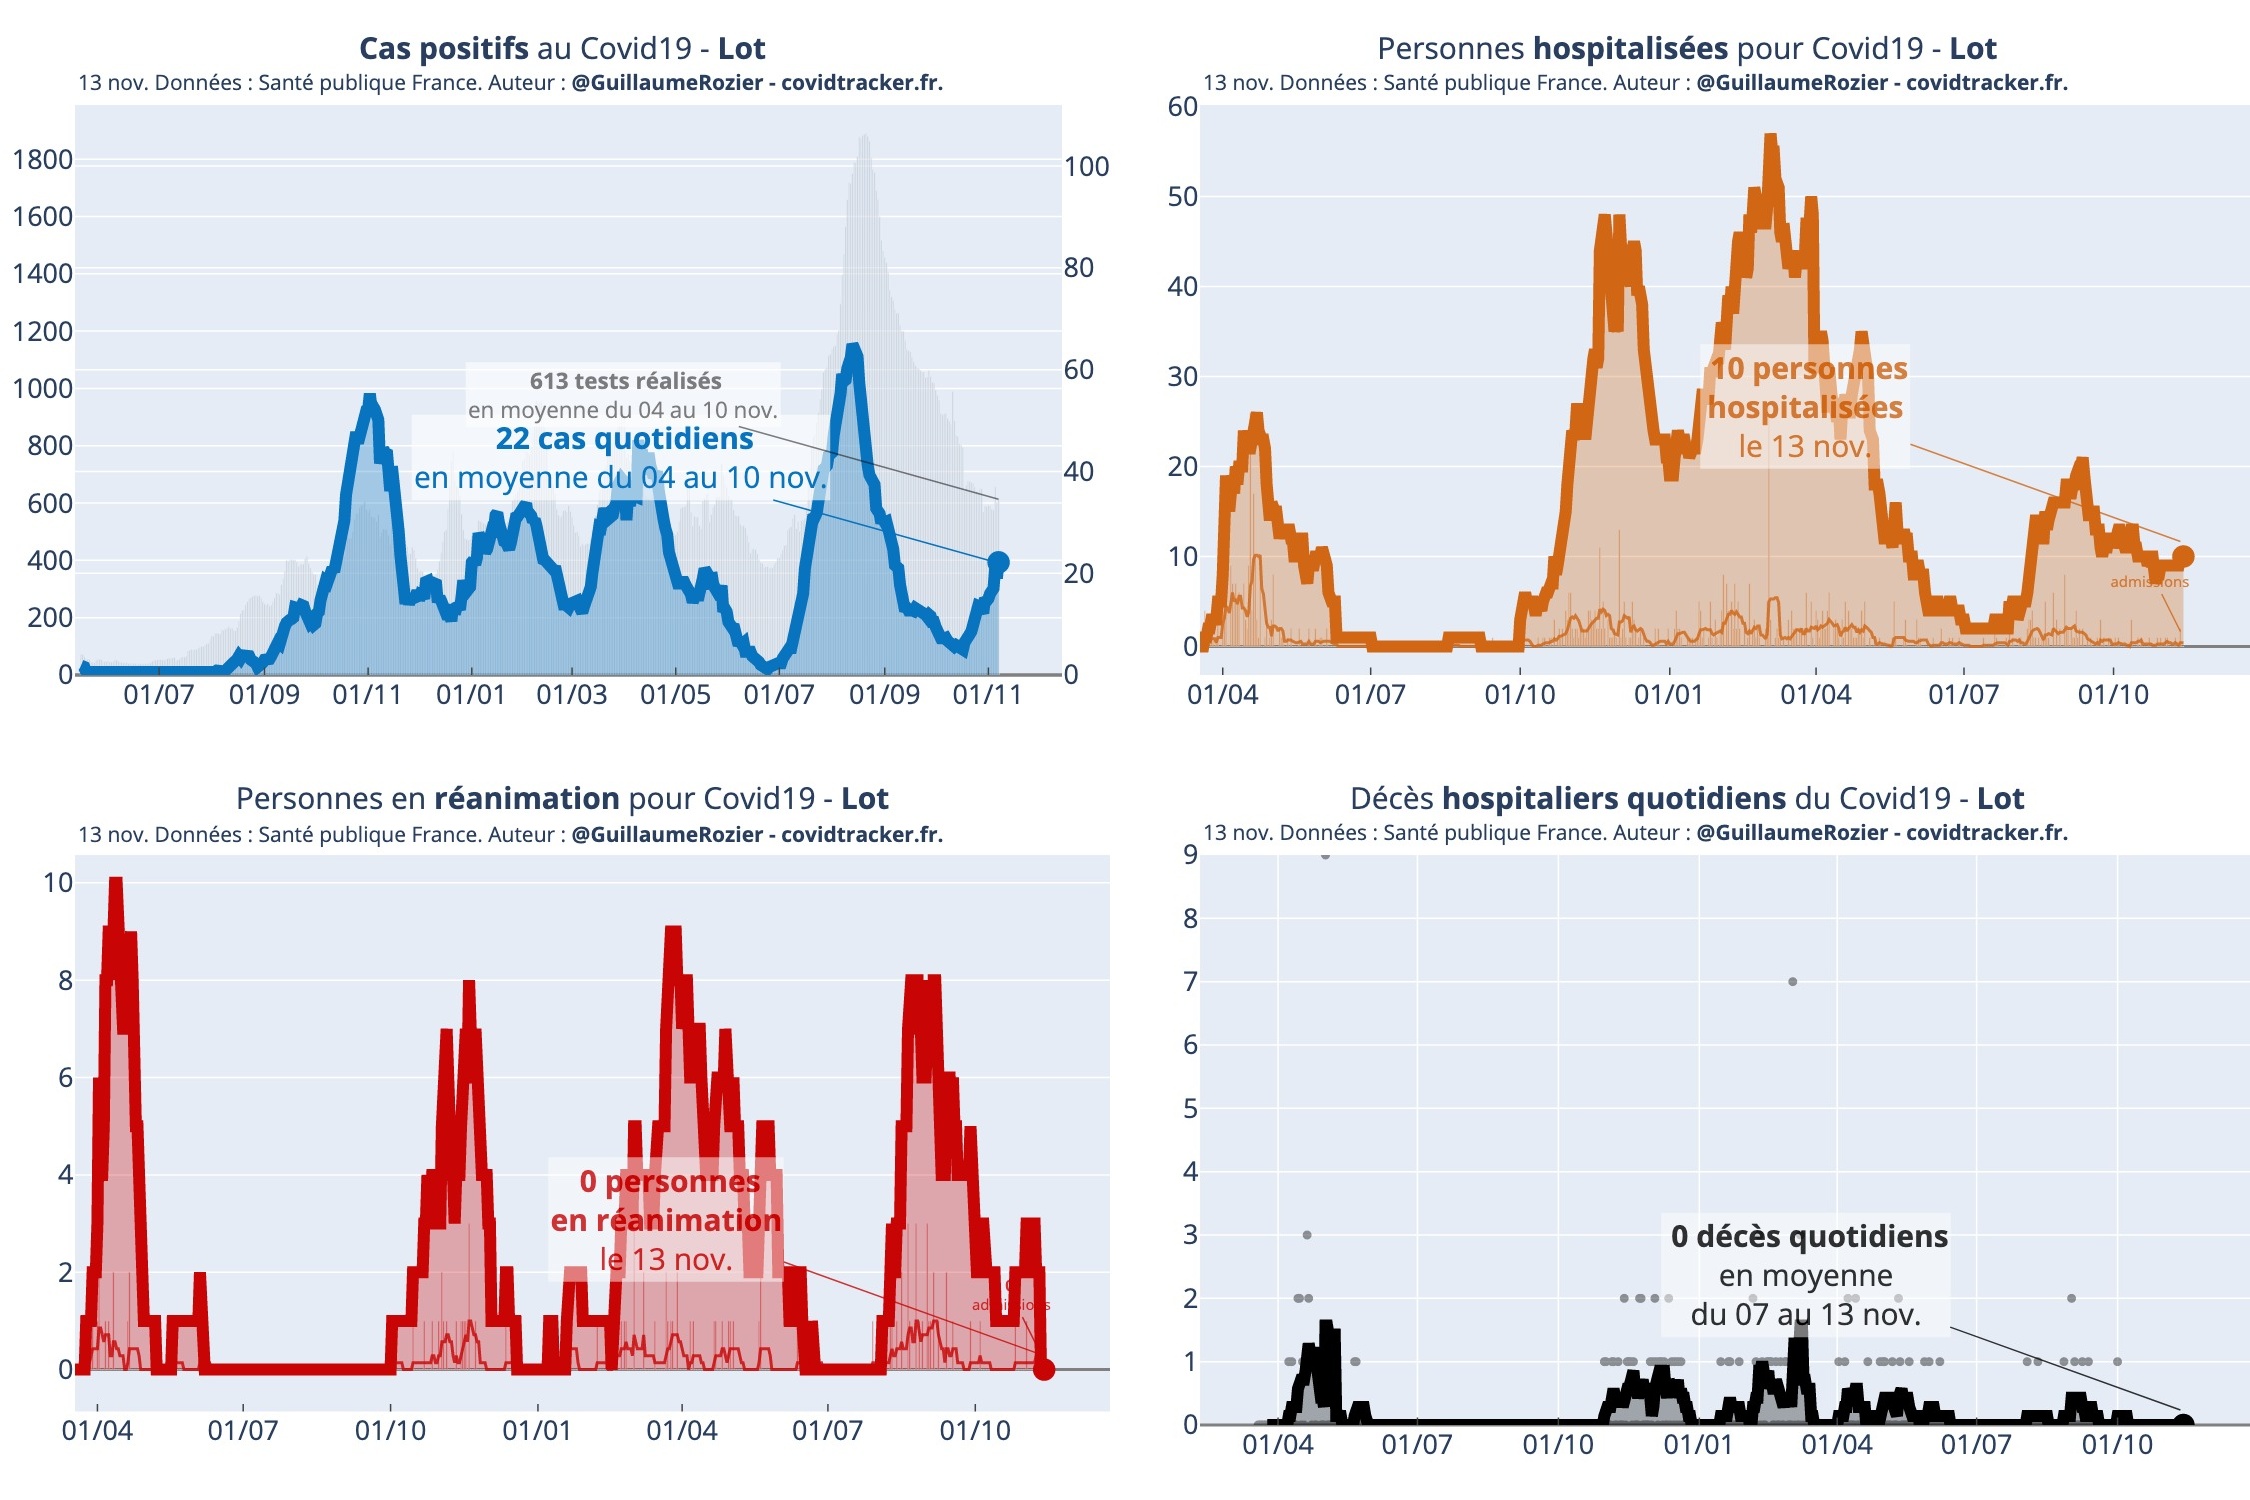 Cas positifs au Covid19 - Lot
13 nov. Données : Santé publique France. Auteur : @GuillaumeRozier - covidtracker.fr.
1800
1600
1400
1200
1000
800
600
400
200
0
100
80
60
40
20
0
613 tests réalisés
en moyenne du 04 au 10 nov.
22 cas quotidiens
en moyenne du 04 au 10 nov.
01/07 01/09 01/11 01/01 01/03 01/05 01/07 01/09 01/11
Personnes hospitalisées pour Covid19 - Lot
13 nov. Données : Santé publique France. Auteur : @GuillaumeRozier - covidtracker.fr.
60
50
40
30
20
10
0
10 personnes
hospitalisées
le 13 nov.
admissions
01/04 01/07 01/10 01/01 01/04 01/07 01/10
Personnes en réanimation pour Covid19 - Lot
13 nov. Données : Santé publique France. Auteur : @GuillaumeRozier - covidtracker.fr.
10
8
6
4
2
0
0 personnes
en réanimation
le 13 nov.
admissions
01/04 01/07 01/10 01/01 01/04 01/07 01/10
Décès hospitaliers quotidiens du Covid19 - Lot
13 nov. Données : Santé publique France. Auteur : @GuillaumeRozier - covidtracker.fr.
9
8
7
6
5
4
3
2
1
0
0 décès quotidiens
en moyenne
du 07 au 13 nov.
01/04 01/07 01/10 01/01 01/04 01/07 01/10